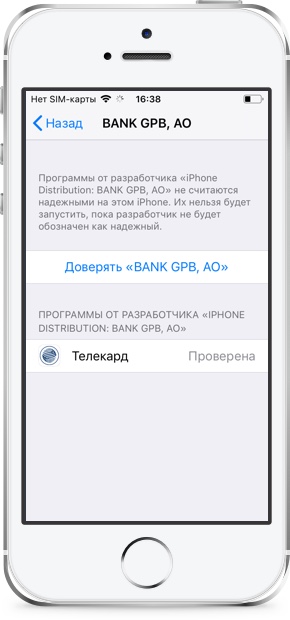 Нет SIM-карты 16:38
Назад BANK GPB, AO
Программы от разработчика «iPhone
Distribution: BANK GPB, AO» не считаются
надежными на этом iPhone. Их нельзя будет
запустить, пока разработчик не будет
обозначен как надежный.
Доверять «BANK GPB, AO»
ПРОГРАММЫ ОТ РАЗРАБОТЧИКА «IPHONE
DISTRIBUTION: BANK GPB, AO»
Телекард Проверена